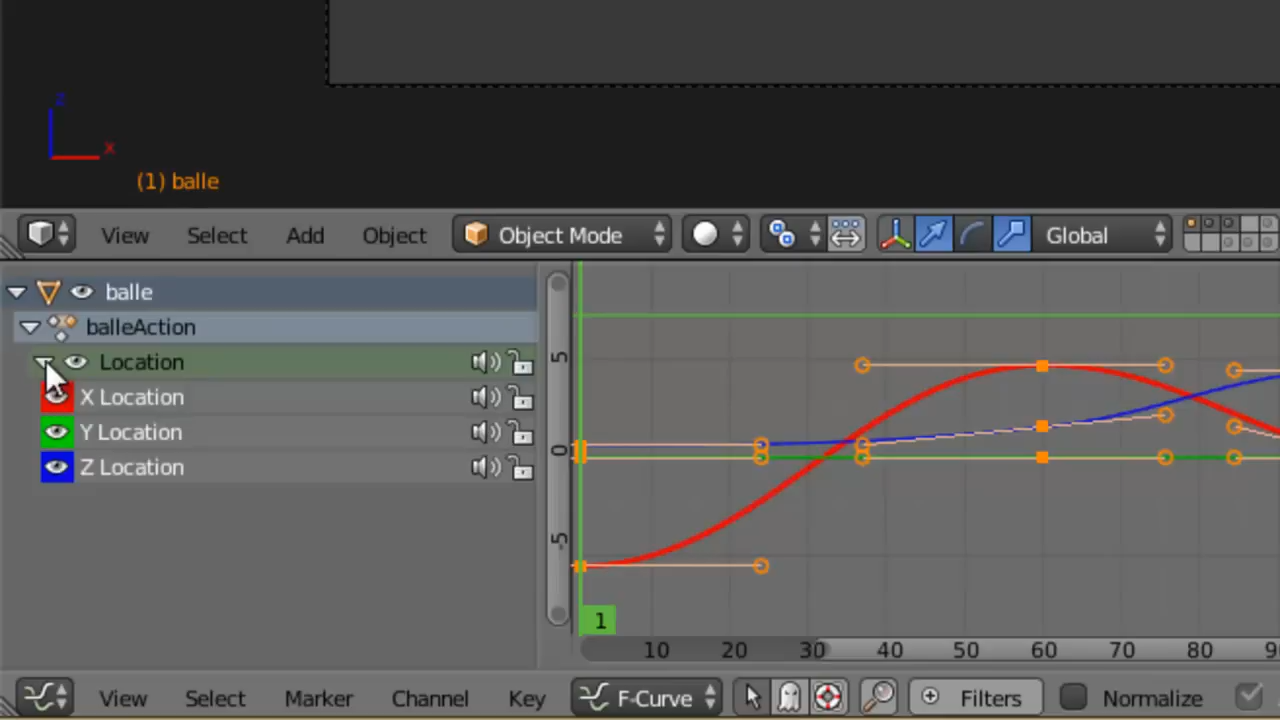 z
x
(1) balle
View Select Add Object Object Mode Global
balle
balleAction
Location
X Location
Y Location
Z Location
5
0
-5
1
10 20 30 40 50 60 70 80 9
View Select Marker Channel Key F-Curve Filters Normalize